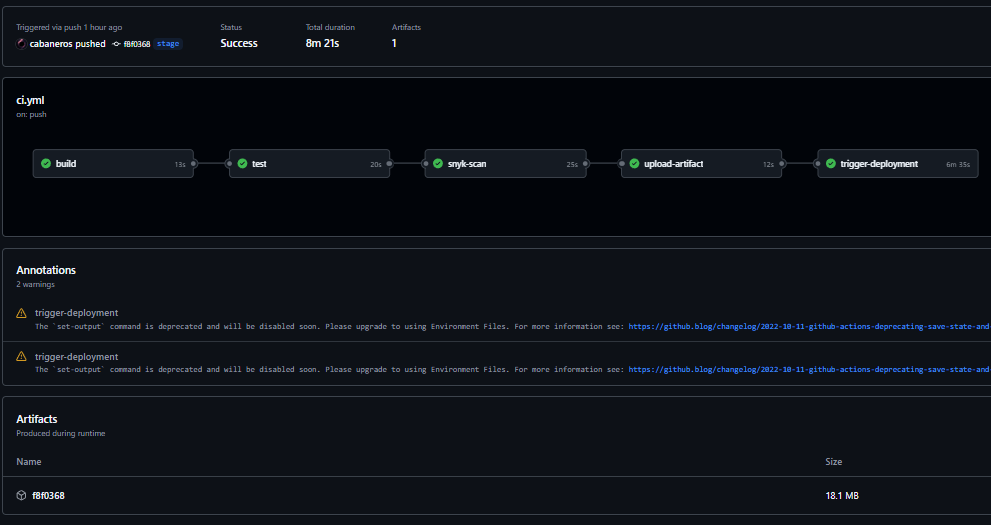 Triggered via push 1 hour ago
cabaneros pushed f8f0368 stage
Status
Success
Total duration
8m 21s
Artifacts
1
ci.yml
on: push
build 13s
test 20s
snyk-scan 25s
upload-artifact 12s
trigger-deployment 6m 35s
Annotations
2 warnings
trigger-deployment
The `set-output` command is deprecated and will be disabled soon. Please upgrade to using Environment Files. For more information see: https://github.blog/changelog/2022-10-11-github-actions-deprecating-save-state-and-
trigger-deployment
The `set-output` command is deprecated and will be disabled soon. Please upgrade to using Environment Files. For more information see: https://github.blog/changelog/2022-10-11-github-actions-deprecating-save-state-and-
Artifacts
Produced during runtime
Name Size
f8f0368 18.1 MB